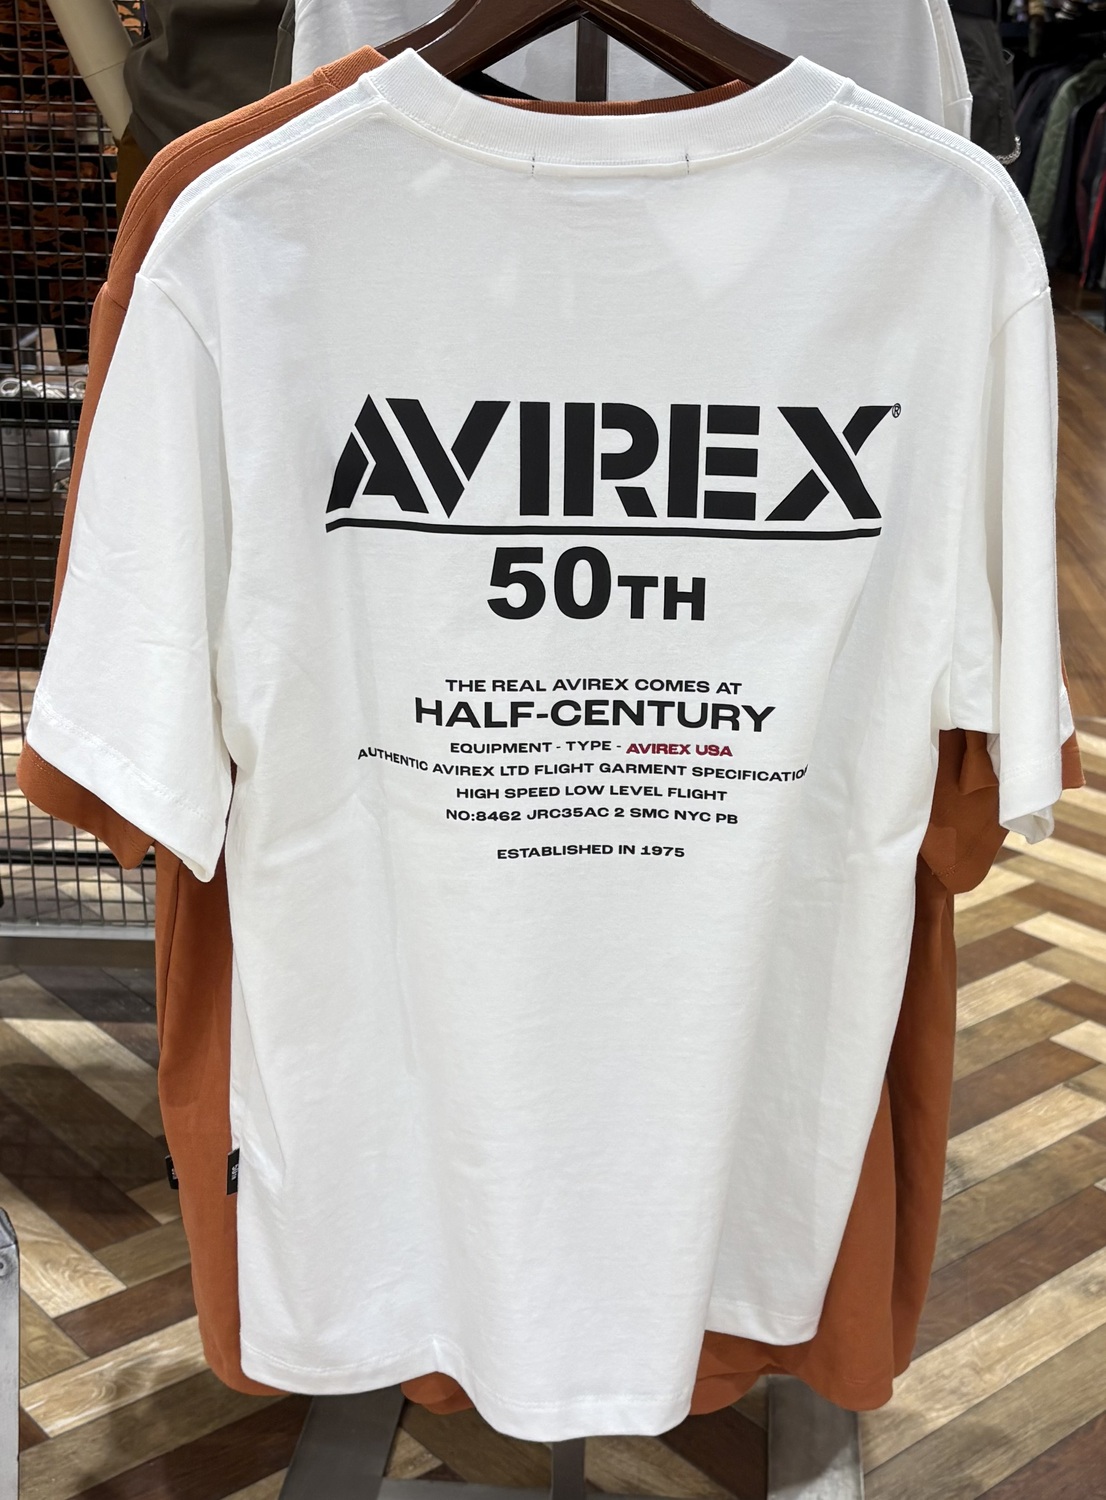 AVIREX®
50TH
THE REAL AVIREX COMES AT
HALF-CENTURY
EQUIPMENT - TYPE - AVIREX USA
AUTHENTIC AVIREX LTD FLIGHT GARMENT SPECIFICATIO
HIGH SPEED LOW LEVEL FLIGHT
NO:8462 JRC35AC 2 SMC NYC PB
ESTABLISHED IN 1975